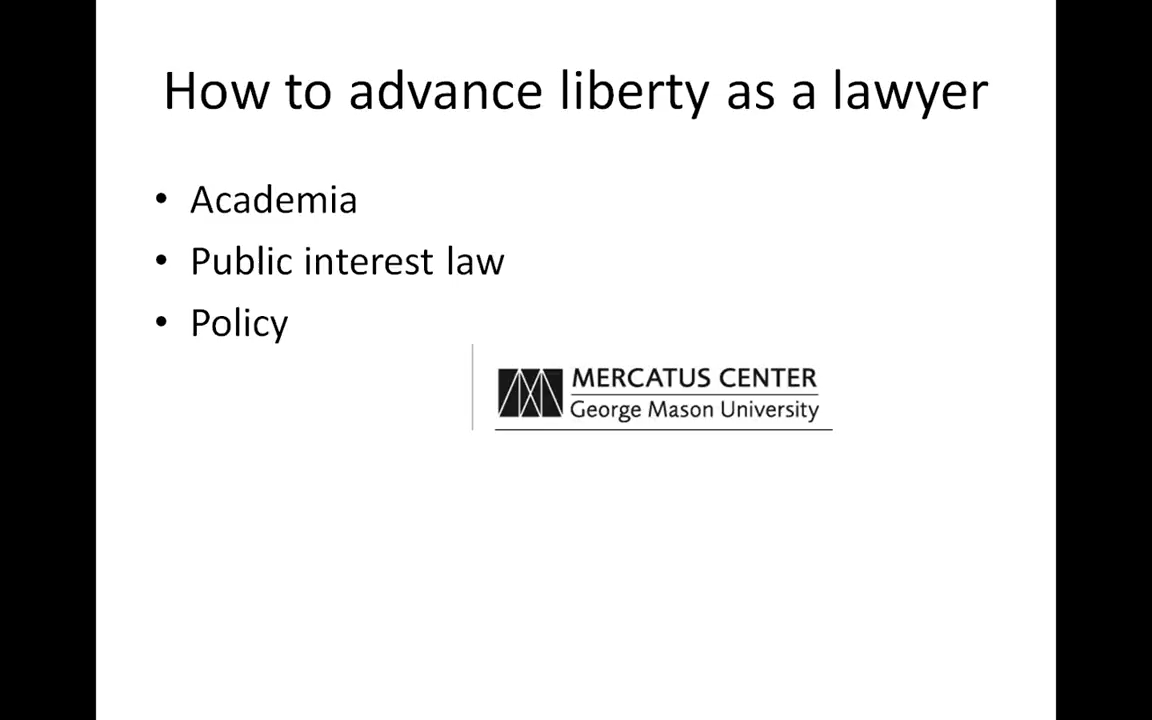 How to advance liberty as a lawyer
• Academia
• Public interest law
• Policy
MERCATUS CENTER
George Mason University